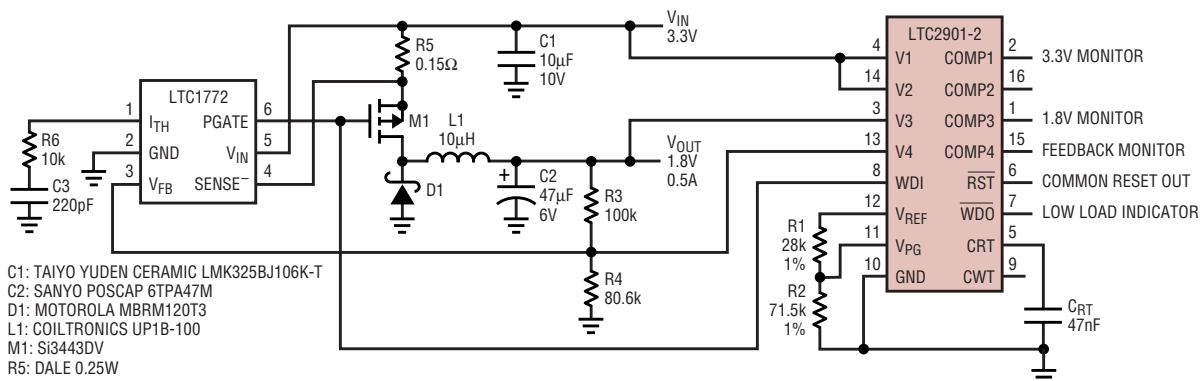 LTC1772
1
I_TH
2
GND
3
V_FB
PGATE
6
V_IN
5
SENSE⁻
4
R6
10k
C3
220pF
R5
0.15Ω
C1
10µF
10V
V_IN
3.3V
M1
L1
10µH
D1
+
C2
47µF
6V
V_OUT
1.8V
0.5A
R3
100k
R4
80.6k
R1
28k
1%
R2
71.5k
1%
LTC2901-2
4
V1
14
V2
3
V3
13
V4
8
WDI
12
V_REF
11
V_PG
10
GND
COMP1
2
3.3V MONITOR
COMP2
16
COMP3
1
1.8V MONITOR
COMP4
15
FEEDBACK MONITOR
R̅S̅T̅
6
COMMON RESET OUT
W̅D̅O̅
7
LOW LOAD INDICATOR
CRT
5
CWT
9
C_RT
47nF
C1: TAIYO YUDEN CERAMIC LMK325BJ106K-T
C2: SANYO POSCAP 6TPA47M
D1: MOTOROLA MBRM120T3
L1: COILTRONICS UP1B-100
M1: Si3443DV
R5: DALE 0.25W